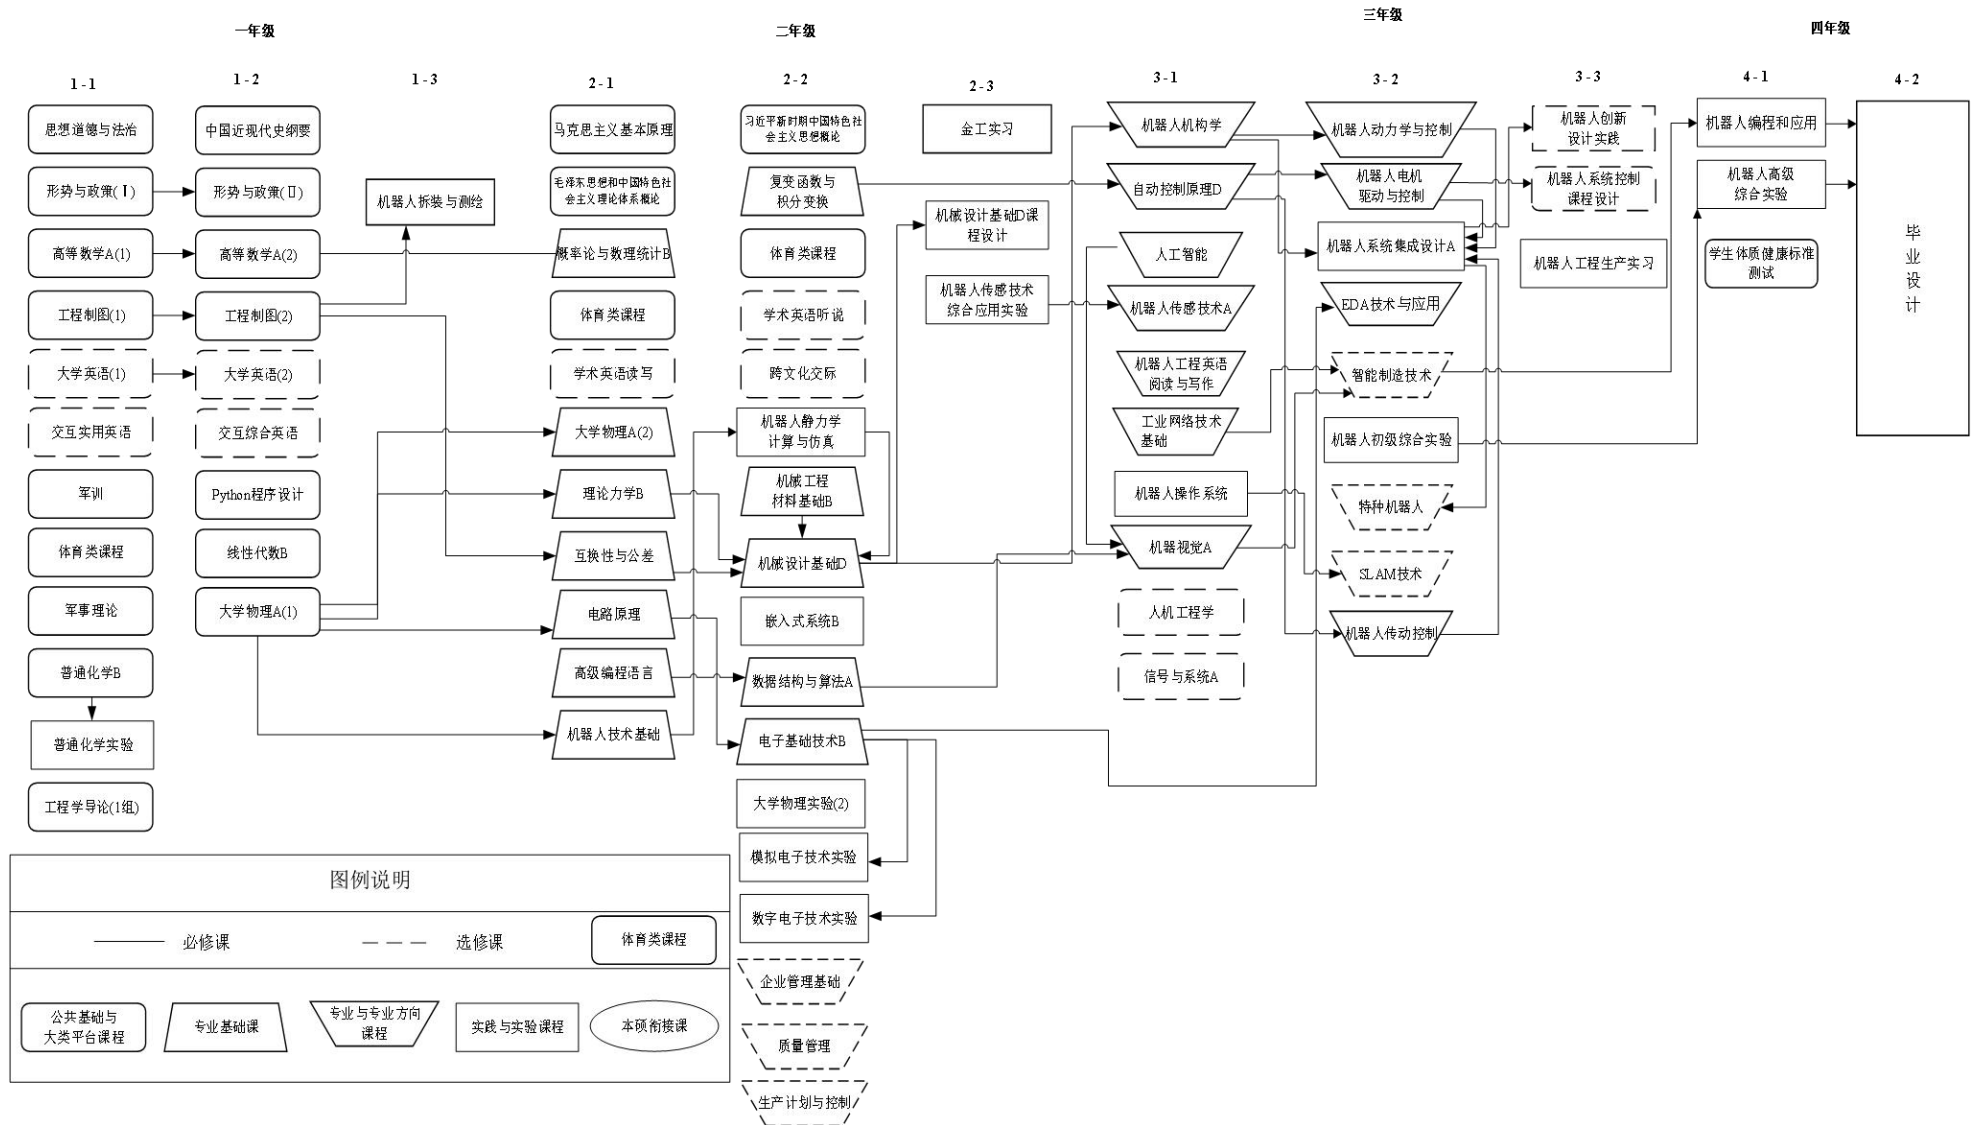 一年级
二年级
三年级
四年级
1-1
1-2
1-3
2-1
2-2
2-3
3-1
3-2
3-3
4-1
4-2
思想道德与法治
形势与政策(Ⅰ)
高等数学A(1)
工程制图(1)
大学英语(1)
交互实用英语
军训
体育类课程
军事理论
普通化学B
普通化学实验
工程学导论(1组)
中国近现代史纲要
形势与政策(Ⅱ)
高等数学A(2)
工程制图(2)
大学英语(2)
交互综合英语
Python程序设计
线性代数B
大学物理A(1)
机器人拆装与测绘
马克思主义基本原理
毛泽东思想和中国特色社
会主义理论体系概论
概率论与数理统计B
体育类课程
学术英语读写
大学物理A(2)
理论力学B
互换性与公差
电路原理
高级编程语言
机器人技术基础
习近平新时期中国特色社
会主义思想概论
复变函数与
积分变换
体育类课程
学术英语听说
跨文化交际
机器人静力学
计算与仿真
机械工程
材料基础B
机械设计基础D
嵌入式系统B
数据结构与算法A
电子基础技术B
大学物理实验(2)
模拟电子技术实验
数字电子技术实验
企业管理基础
质量管理
生产计划与控制
金工实习
机械设计基础D课
程设计
机器人传感技术
综合应用实验
机器人机构学
自动控制原理D
人工智能
机器人传感技术A
机器人工程英语
阅读与写作
工业网络技术
基础
机器人操作系统
机器视觉A
人机工程学
信号与系统A
机器人动力学与控制
机器人电机
驱动与控制
机器人系统集成设计A
EDA技术与应用
智能制造技术
机器人初级综合实验
特种机器人
SLAM技术
机器人传动控制
机器人创新
设计实践
机器人系统控制
课程设计
机器人工程生产实习
机器人编程和应用
机器人高级
综合实验
学生体质健康标准
测试
毕
业
设
计
图例说明
必修课
选修课
体育类课程
公共基础与
大类平台课程
专业基础课
专业与专业方向
课程
实践与实验课程
本硕衔接课